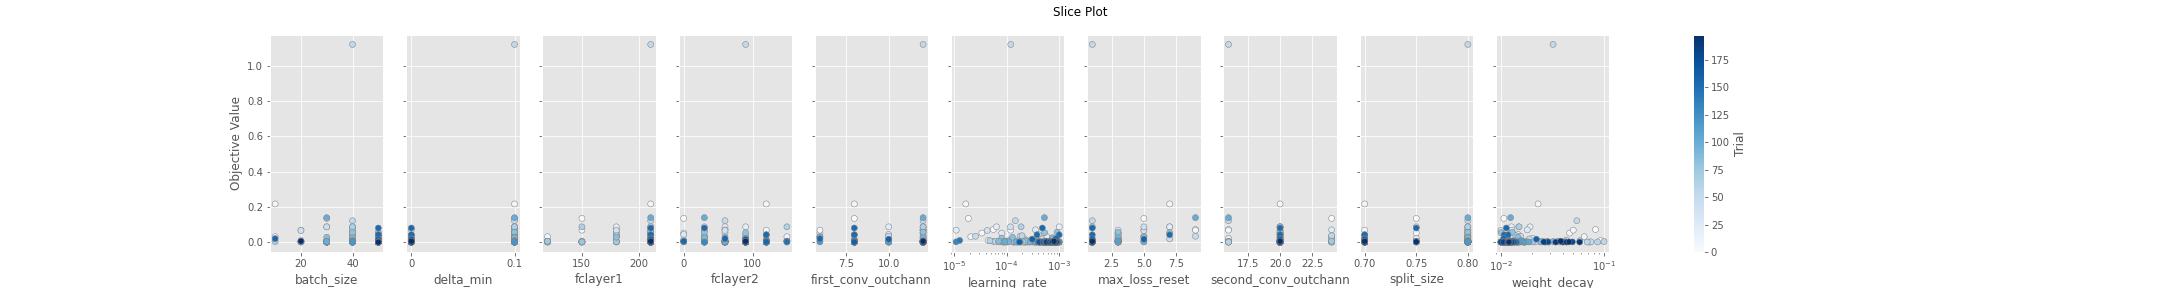 Slice Plot
Objective Value
1.0
0.8
0.6
0.4
0.2
0.0
20 40
batch_size
0 0.1
delta_min
150 200
fclayer1
0 100
fclayer2
7.5 10.0
first_conv_outchann
10⁻⁵ 10⁻⁴ 10⁻³
learning_rate
2.5 5.0 7.5
max_loss_reset
17.5 20.0 22.5
second_conv_outchann
0.70 0.75 0.80
split_size
10⁻² 10⁻¹
weight_decay
175
150
125
100
75
50
25
0
Trial